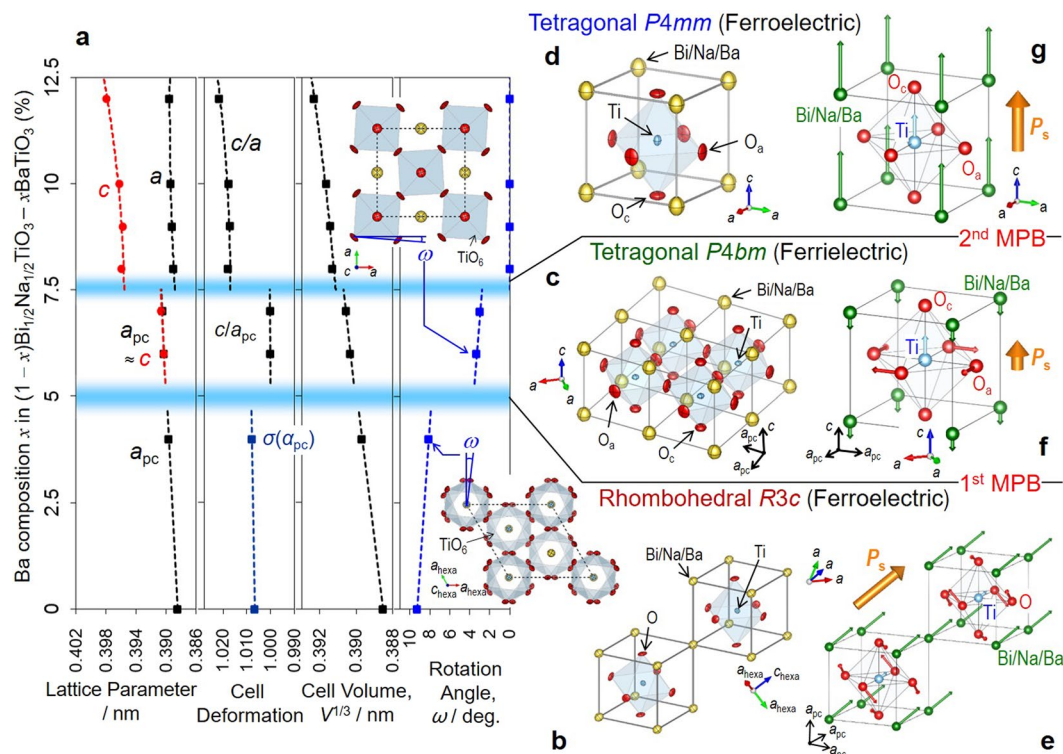 a
Ba composition x in (1 − x)Bi1/2Na1/2TiO3 − xBaTiO3 (%)
12.5
10
7.5
5
2.5
0
c
a
c/a
apc
≈ c
c/apc
apc
σ(αpc)
TiO6
a
c
a
ω
ω
TiO6
ahexa
chexa
ahexa
0.402
0.398
0.394
0.390
0.386
1.020
1.010
1.000
0.990
0.392
0.390
0.388
10
8
6
4
2
0
Lattice Parameter
/ nm
Cell
Deformation
Cell Volume,
V1/3 / nm
Rotation
Angle,
ω / deg.
Tetragonal P4mm (Ferroelectric)
d
Bi/Na/Ba
Ti
Oa
Oc
c
a
a
g
Bi/Na/Ba
Oc
Ti
Oa
Ps
c
a
a
2nd MPB
Tetragonal P4bm (Ferrielectric)
c
Bi/Na/Ba
Ti
c
a
a
Oa
Oc
apc
c
apc
Bi/Na/Ba
Oc
Ti
Oa
Ps
c
apc
apc
c
a
a
f
1st MPB
Rhombohedral R3c (Ferroelectric)
Bi/Na/Ba
Ti
O
ahexa
chexa
ahexa
b
a
a
a
Ps
Ti
O
Bi/Na/Ba
apc
apc
apc
e